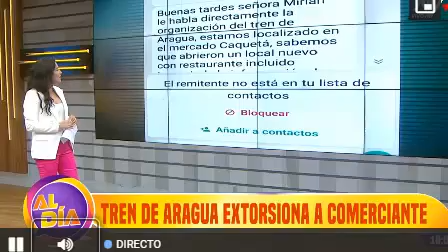 Buenas tardes señora Mirian
le habla directamente la
organización del tren de
Aragua, estamos localizado en
el mercado Caquetá, sabemos
que abrieron un local nuevo
con restaurante incluido
El remitente no está en tu lista de
contactos
Bloquear
Añadir a contactos
AL
DÍA
TREN DE ARAGUA EXTORSIONA A COMERCIANTE
DIRECTO